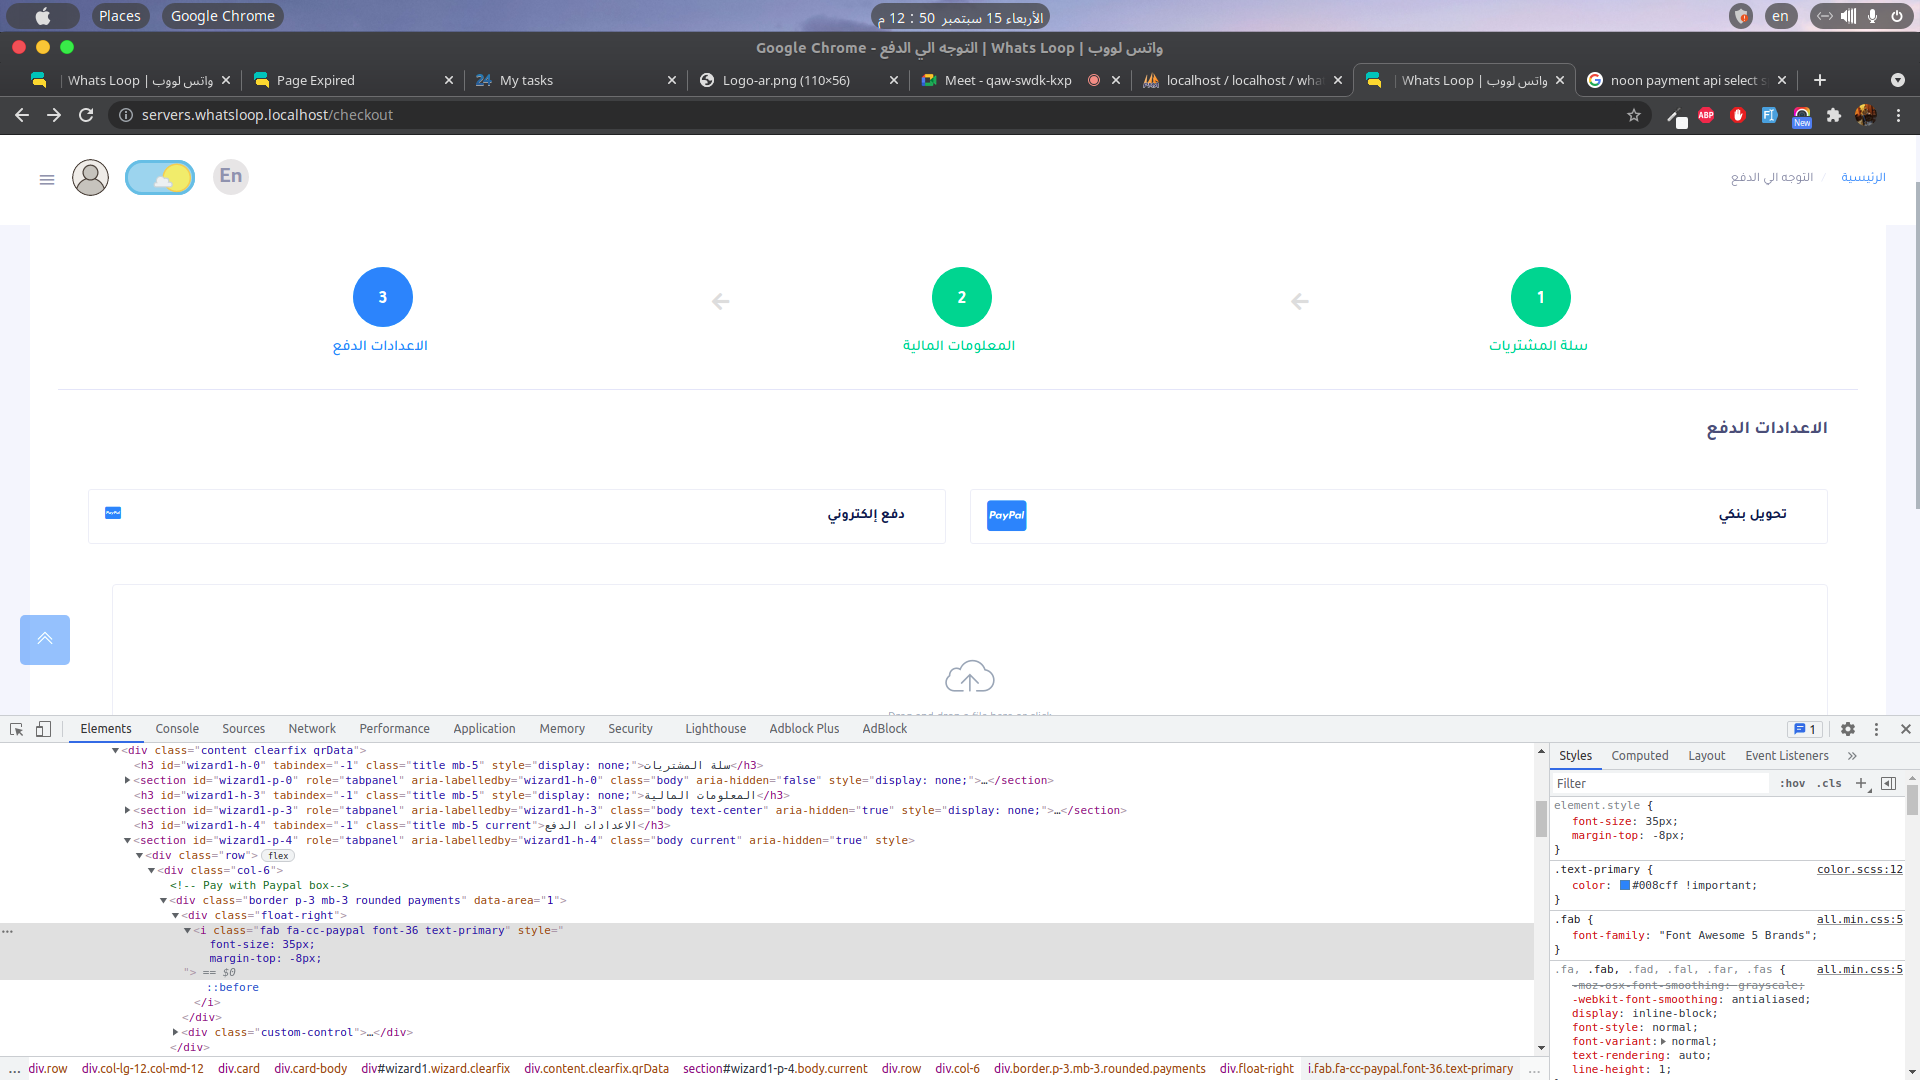 Places
Google Chrome
الأربعاء 15 سبتمبر  50 : 12 م
en
Google Chrome - التوجه الي الدفع | Whats Loop | واتس لووب
| Whats Loop | واتس لووب
Page Expired
24 My tasks
Logo-ar.png (110×56)
Meet - qaw-swdk-kxp
localhost / localhost / wha
| Whats Loop | واتس لووب
noon payment api select s
servers.whatsloop.localhost/checkout
ABP
New
En
الرئيسية / التوجه الي الدفع
1
2
3
سلة المشتريات
المعلومات المالية
الاعدادات الدفع
الاعدادات الدفع
تحويل بنكي
PayPal
دفع إلكتروني
PayPal
Drag and drop a file here or click
Elements
Console
Sources
Network
Performance
Application
Memory
Security
Lighthouse
Adblock Plus
AdBlock
1
<div class="content clearfix qrData">
<h3 id="wizard1-h-0" tabindex="-1" class="title mb-5" style="display: none;">سلة المشتريات</h3>
<section id="wizard1-p-0" role="tabpanel" aria-labelledby="wizard1-h-0" class="body" aria-hidden="false" style="display: none;">…</section>
<h3 id="wizard1-h-3" tabindex="-1" class="title mb-5" style="display: none;">المعلومات المالية</h3>
<section id="wizard1-p-3" role="tabpanel" aria-labelledby="wizard1-h-3" class="body text-center" aria-hidden="true" style="display: none;">…</section>
<h3 id="wizard1-h-4" tabindex="-1" class="title mb-5 current">الاعدادات الدفع</h3>
<section id="wizard1-p-4" role="tabpanel" aria-labelledby="wizard1-h-4" class="body current" aria-hidden="true" style>
<div class="row"> flex
<div class="col-6">
<!-- Pay with Paypal box-->
<div class="border p-3 mb-3 rounded payments" data-area="1">
<div class="float-right">
… <i class="fab fa-cc-paypal font-36 text-primary" style="
font-size: 35px;
margin-top: -8px;
"> == $0
::before
</i>
</div>
<div class="custom-control">…</div>
</div>
… div.row div.col-lg-12.col-md-12 div.card div.card-body div#wizard1.wizard.clearfix div.content.clearfix.qrData section#wizard1-p-4.body.current div.row div.col-6 div.border.p-3.mb-3.rounded.payments div.float-right i.fab.fa-cc-paypal.font-36.text-primary …
Styles
Computed
Layout
Event Listeners
»
Filter
:hov .cls +
element.style {
font-size: 35px;
margin-top: -8px;
}
.text-primary { color.scss:12
color: #008cff !important;
}
.fab { all.min.css:5
font-family: "Font Awesome 5 Brands";
}
.fa, .fab, .fad, .fal, .far, .fas { all.min.css:5
-moz-osx-font-smoothing: grayscale;
-webkit-font-smoothing: antialiased;
display: inline-block;
font-style: normal;
font-variant: normal;
text-rendering: auto;
line-height: 1;